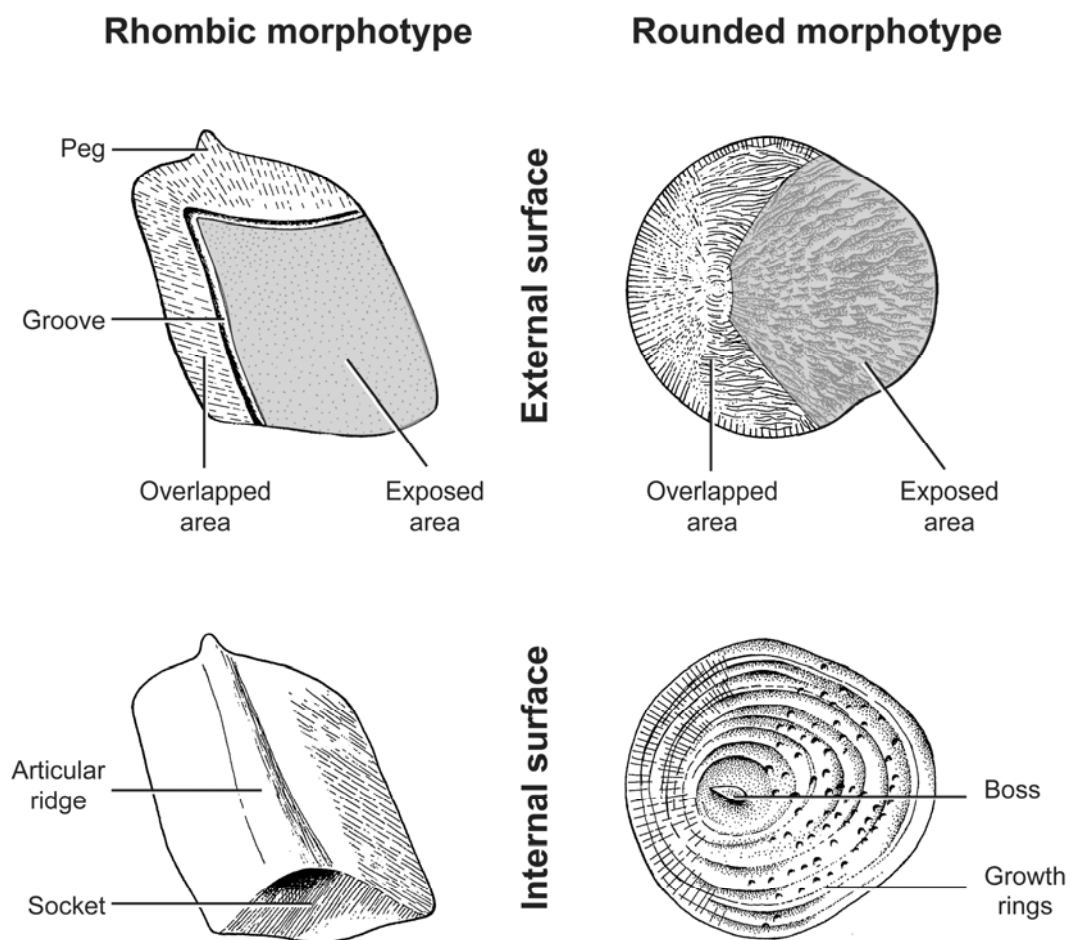 Rhombic morphotype
Rounded morphotype
External surface
Peg
Groove
Overlapped
area
Exposed
area
Overlapped
area
Exposed
area
Internal surface
Articular
ridge
Socket
Boss
Growth
rings